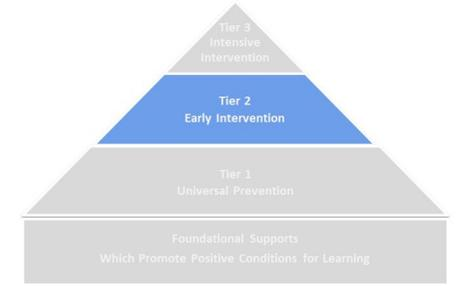 Tier 3
Intensive
Intervention
Tier 2
Early Intervention
Tier 1
Universal Prevention
Foundational Supports
Which Promote Positive Conditions for Learning